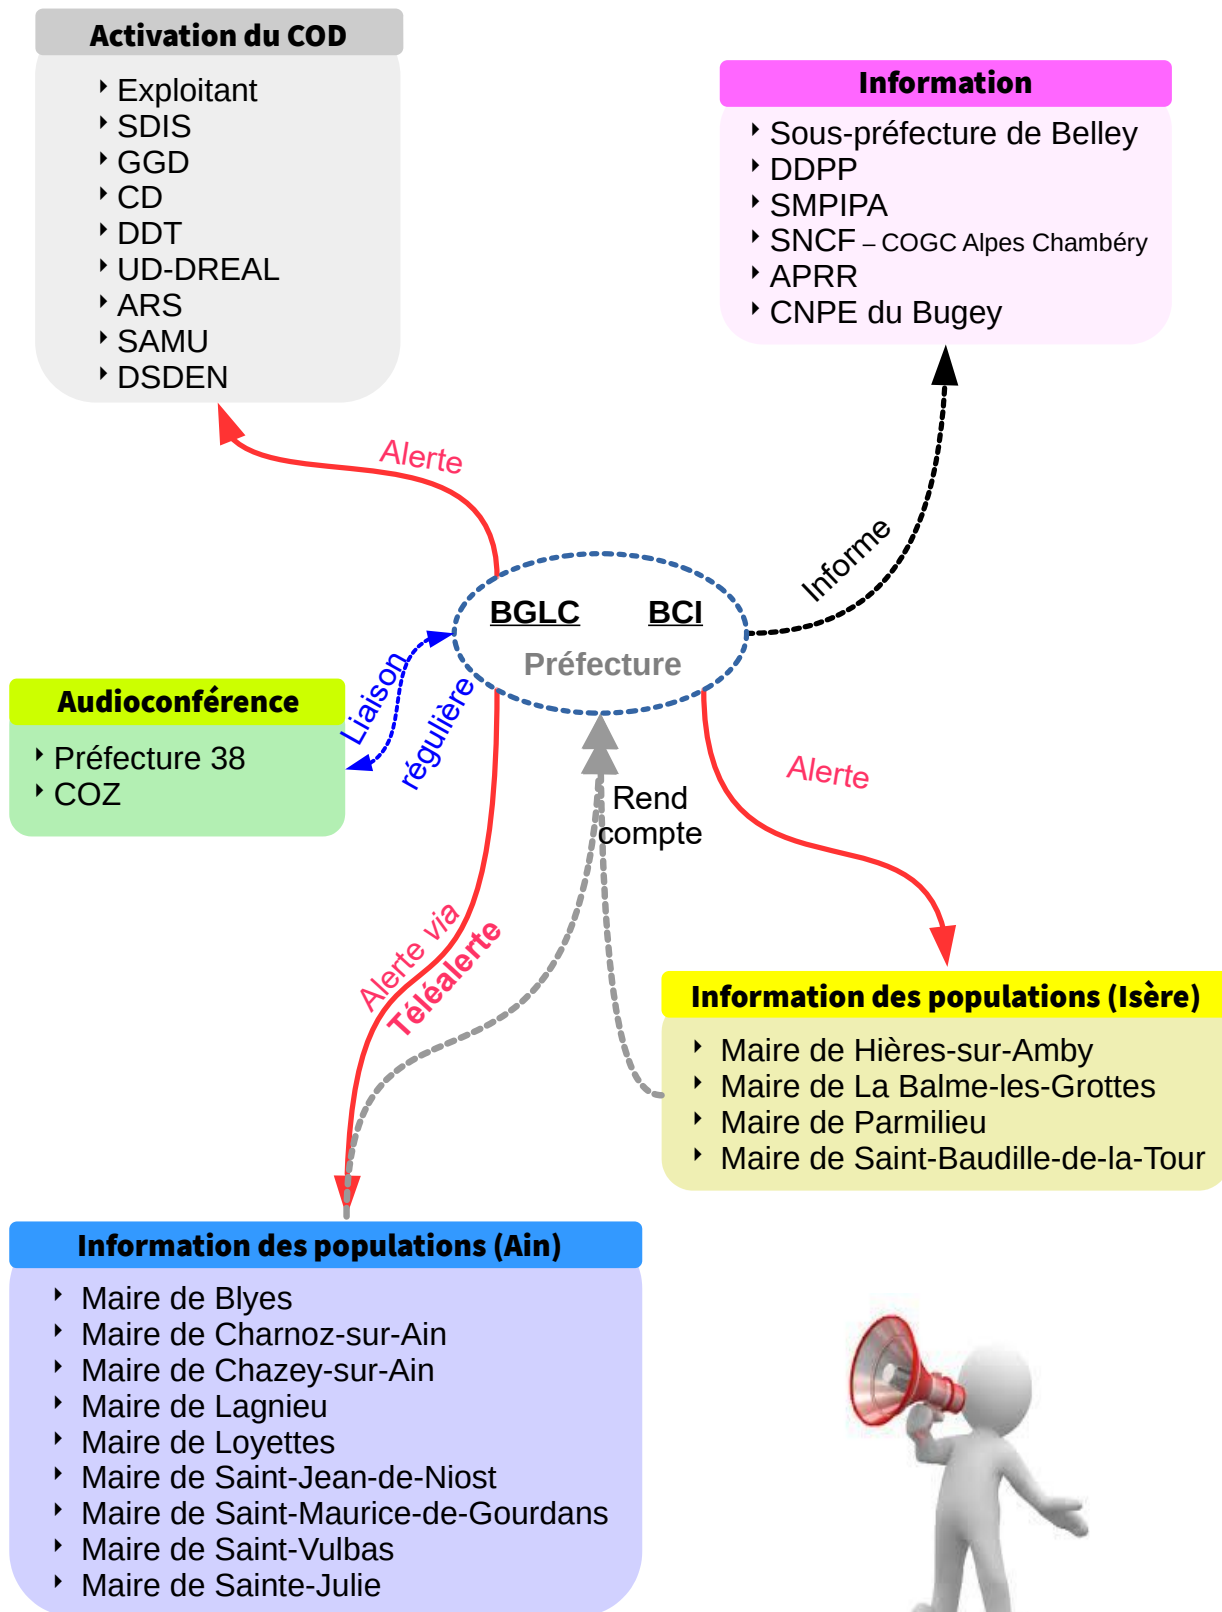 Activation du COD
‣ Exploitant
‣ SDIS
‣ GGD
‣ CD
‣ DDT
‣ UD-DREAL
‣ ARS
‣ SAMU
‣ DSDEN
Information
‣ Sous-préfecture de Belley
‣ DDPP
‣ SMPIPA
‣ SNCF – COGC Alpes Chambéry
‣ APRR
‣ CNPE du Bugey
Alerte
Informe
BGLC BCI
Préfecture
Liaison
régulière
Audioconférence
‣ Préfecture 38
‣ COZ
Rend
compte
Alerte
Alerte via
Téléalerte
Information des populations (Isère)
‣ Maire de Hières-sur-Amby
‣ Maire de La Balme-les-Grottes
‣ Maire de Parmilieu
‣ Maire de Saint-Baudille-de-la-Tour
Information des populations (Ain)
‣ Maire de Blyes
‣ Maire de Charnoz-sur-Ain
‣ Maire de Chazey-sur-Ain
‣ Maire de Lagnieu
‣ Maire de Loyettes
‣ Maire de Saint-Jean-de-Niost
‣ Maire de Saint-Maurice-de-Gourdans
‣ Maire de Saint-Vulbas
‣ Maire de Sainte-Julie